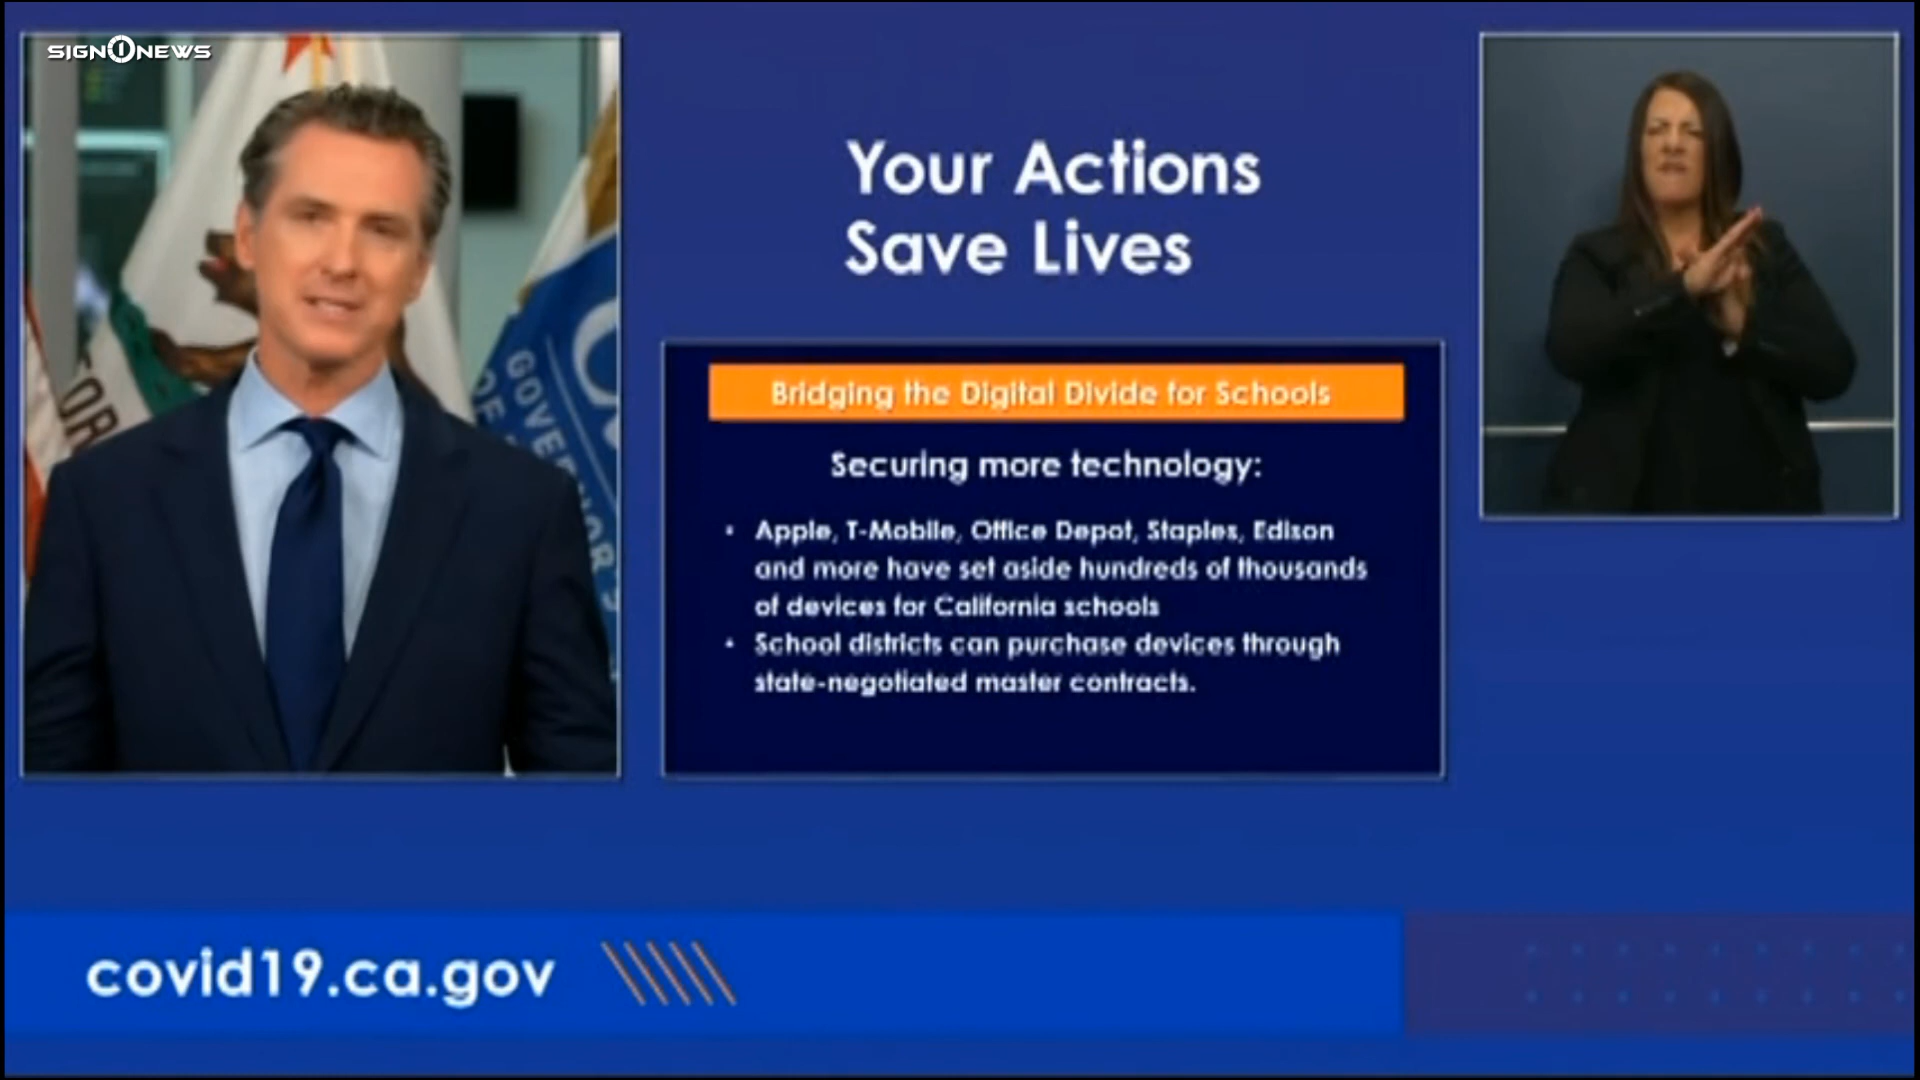 SIGN1NEWS
Your Actions
Save Lives
Bridging the Digital Divide for Schools
Securing more technology:
• Apple, T-Mobile, Office Depot, Staples, Edison
and more have set aside hundreds of thousands
of devices for California schools
• School districts can purchase devices through
state-negotiated master contracts.
covid19.ca.gov
GOVERNOR'S
OF